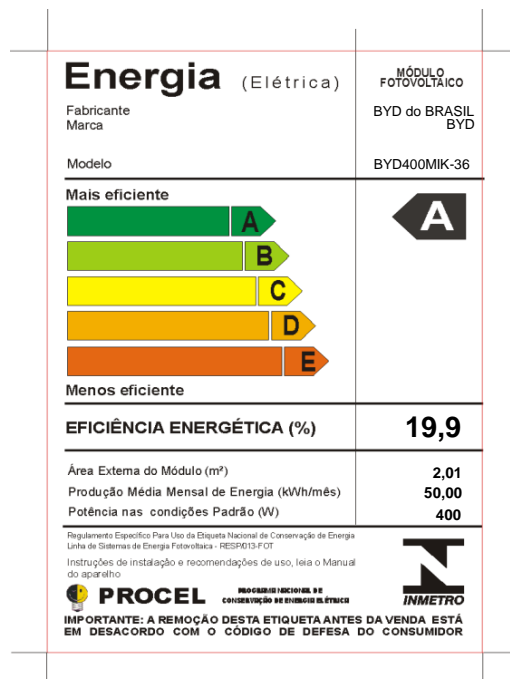 Energia (Elétrica)
MÓDULO
FOTOVOLTAICO
Fabricante
BYD do BRASIL
Marca
BYD
Modelo
BYD400MIK-36
Mais eficiente
A
A
B
C
D
E
Menos eficiente
EFICIÊNCIA ENERGÉTICA (%)
19,9
Área Externa do Módulo (m²)
2,01
Produção Média Mensal de Energia (kWh/mês)
50,00
Potência nas condições Padrão (W)
400
Regulamento Específico Para Uso da Etiqueta Nacional de Conservação de Energia
Linha de Sistemas de Energia Fotovoltaica - RESP/013-FOT
Instruções de instalação e recomendações de uso, leia o Manual
do aparelho
PROCEL
PROGRAMA NACIONAL DE
CONSERVAÇÃO DE ENERGIA ELÉTRICA
INMETRO
IMPORTANTE: A REMOÇÃO DESTA ETIQUETA ANTES DA VENDA ESTÁ
EM DESACORDO COM O CÓDIGO DE DEFESA DO CONSUMIDOR